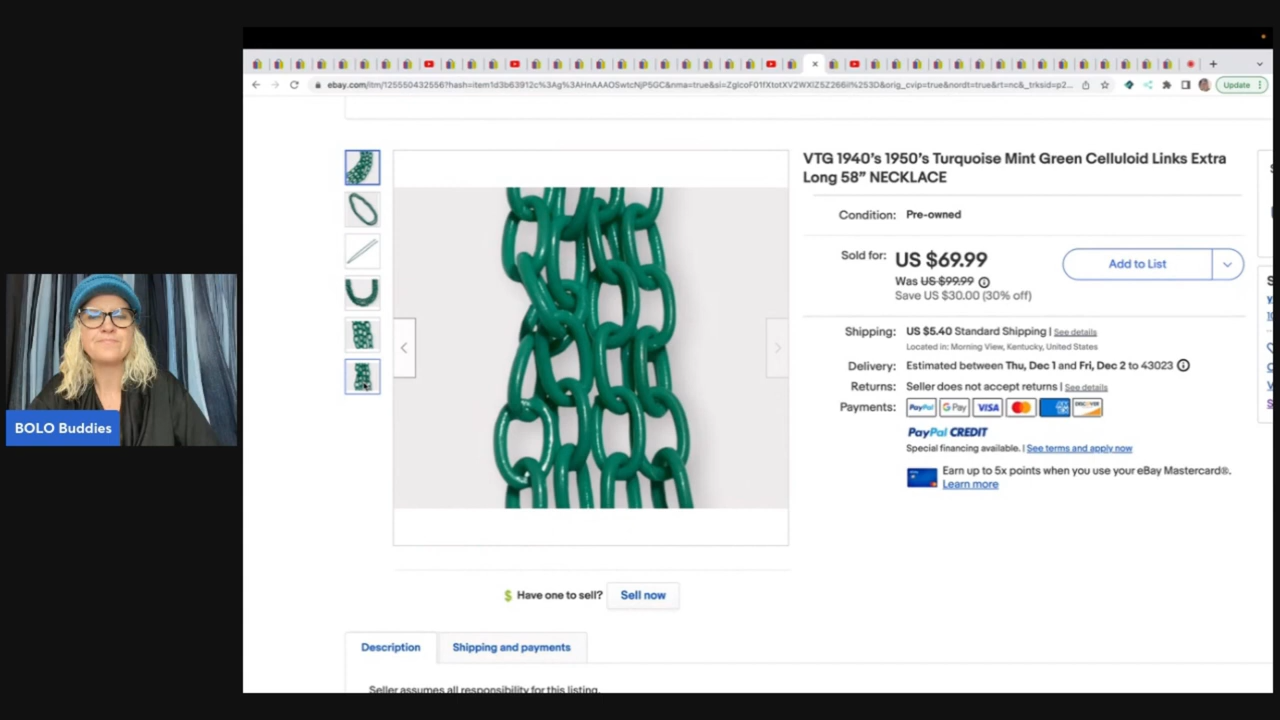 Update
VTG 1940's 1950's Turquoise Mint Green Celluloid Links Extra
Long 58" NECKLACE
Condition: Pre-owned
Sold for: US $69.99
Add to List
Was US $99.99
Save US $30.00 (30% off)
Shipping: US $5.40 Standard Shipping | See details
Located in: Morning View, Kentucky, United States
Delivery: Estimated between Thu, Dec 1 and Fri, Dec 2 to 43023
Returns: Seller does not accept returns | See details
Payments: PayPal G Pay VISA
DISCOVER
PayPal CREDIT
Special financing available. | See terms and apply now
Earn up to 5x points when you use your eBay Mastercard®.
Learn more
BOLO Buddies
Have one to sell? Sell now
Description Shipping and payments
Seller assumes all responsibility for this listing.